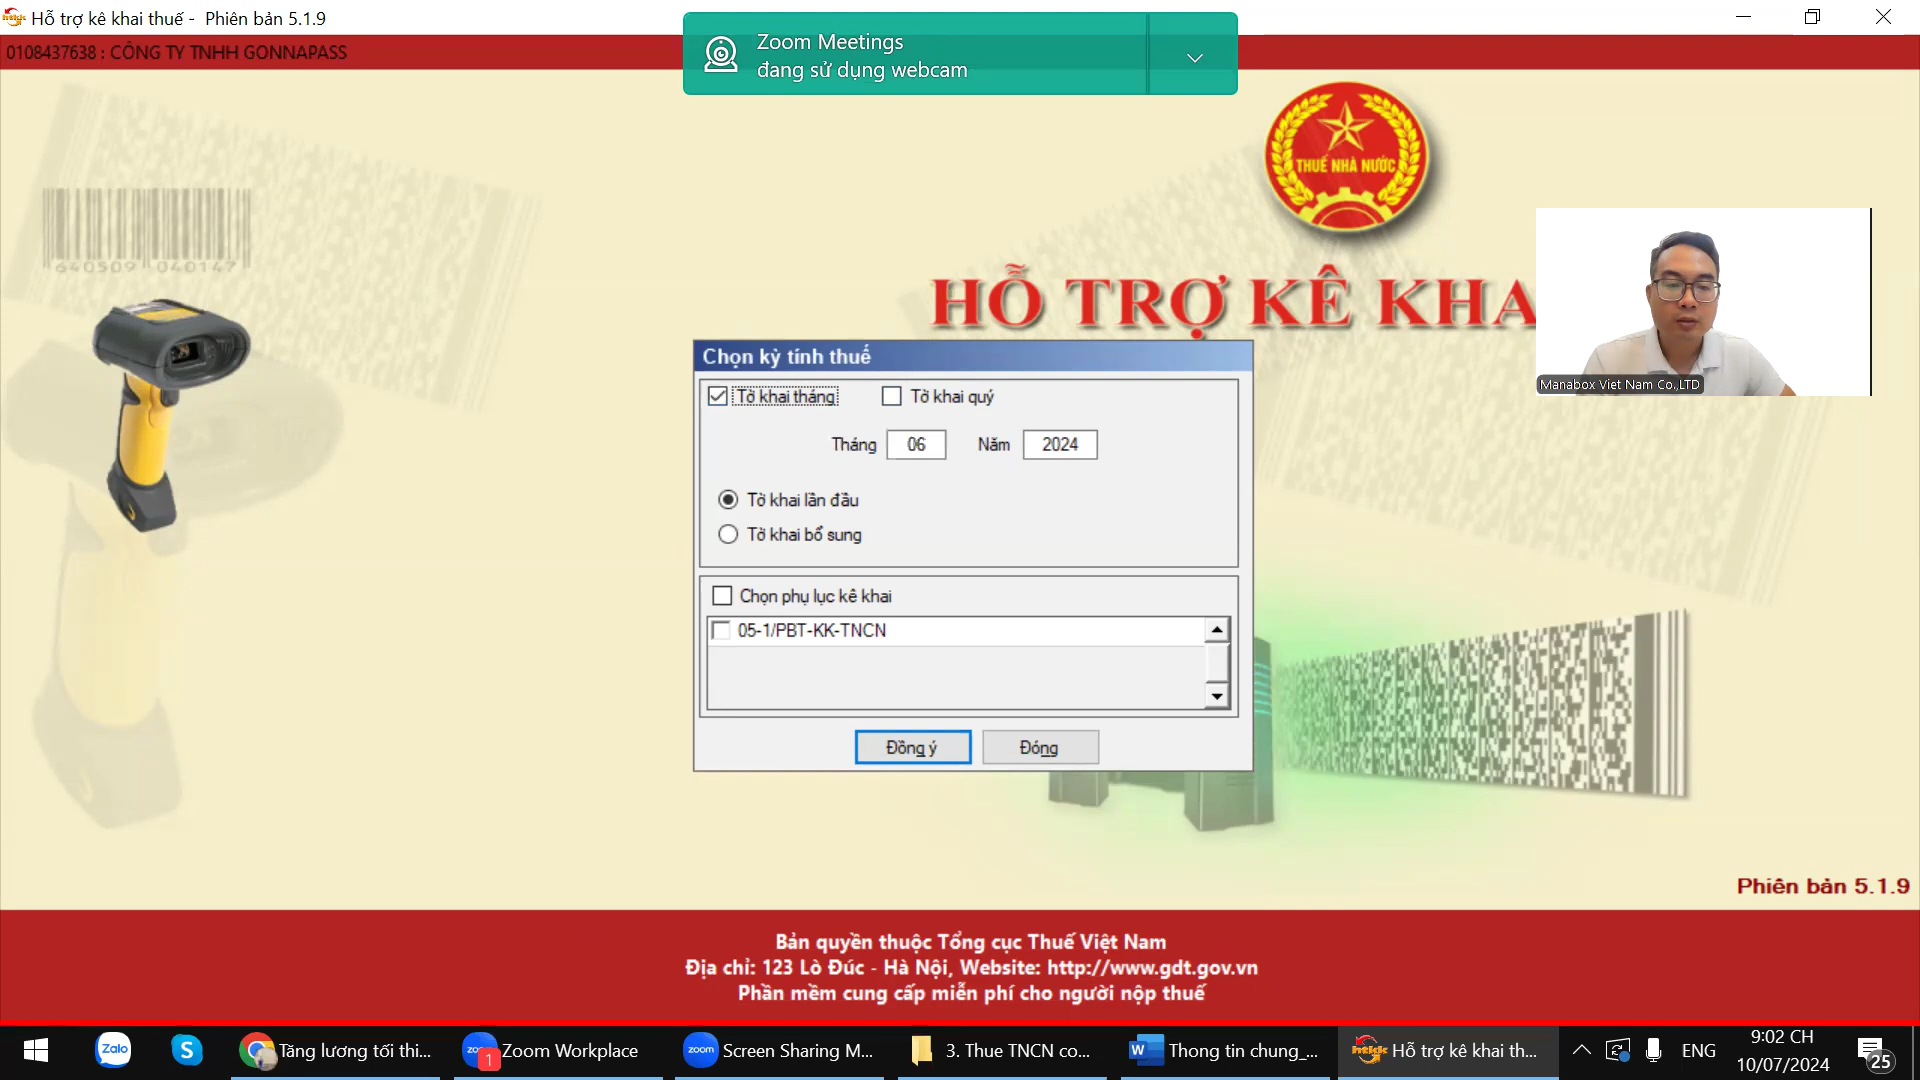 Hỗ trợ kê khai thuế - Phiên bản 5.1.9
0108437638 : CÔNG TY TNHH GONNAPASS
Zoom Meetings
đang sử dụng webcam
THUẾ NHÀ NƯỚC
640509 040147
HỖ TRỢ KÊ KHA
Manabox Viet Nam Co.,LTD
Chọn kỳ tính thuế
Tờ khai tháng
Tờ khai quý
Tháng 06 Năm 2024
Tờ khai lần đầu
Tờ khai bổ sung
Chọn phụ lục kê khai
05-1/PBT-KK-TNCN
Đồng ý
Đóng
Phiên bản 5.1.9
Bản quyền thuộc Tổng cục Thuế Việt Nam
Địa chỉ: 123 Lò Đúc - Hà Nội, Website: http://www.gdt.gov.vn
Phần mềm cung cấp miễn phí cho người nộp thuế
Zalo
Tăng lương tối thi...
1
Zoom Workplace
zoom
Screen Sharing M...
3. Thue TNCN co...
Thong tin chung_...
Hỗ trợ kê khai th...
ENG
9:02 CH
10/07/2024
25